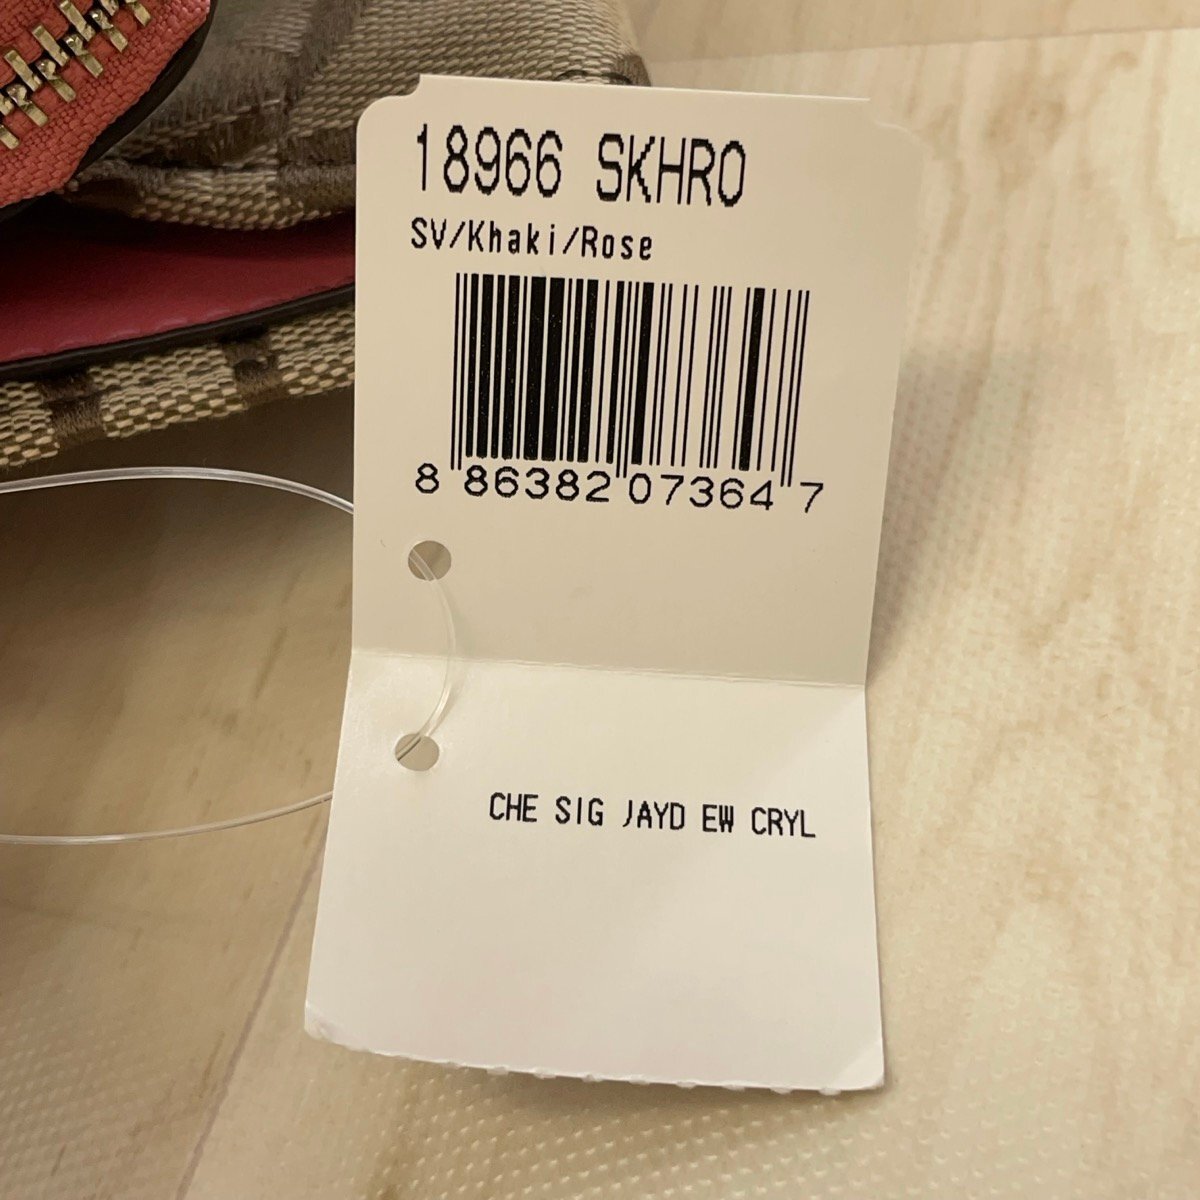 18966 SKHRO
SV/Khaki/Rose
8 86382 07364 7
CHE SIG JAYD EW CRYL